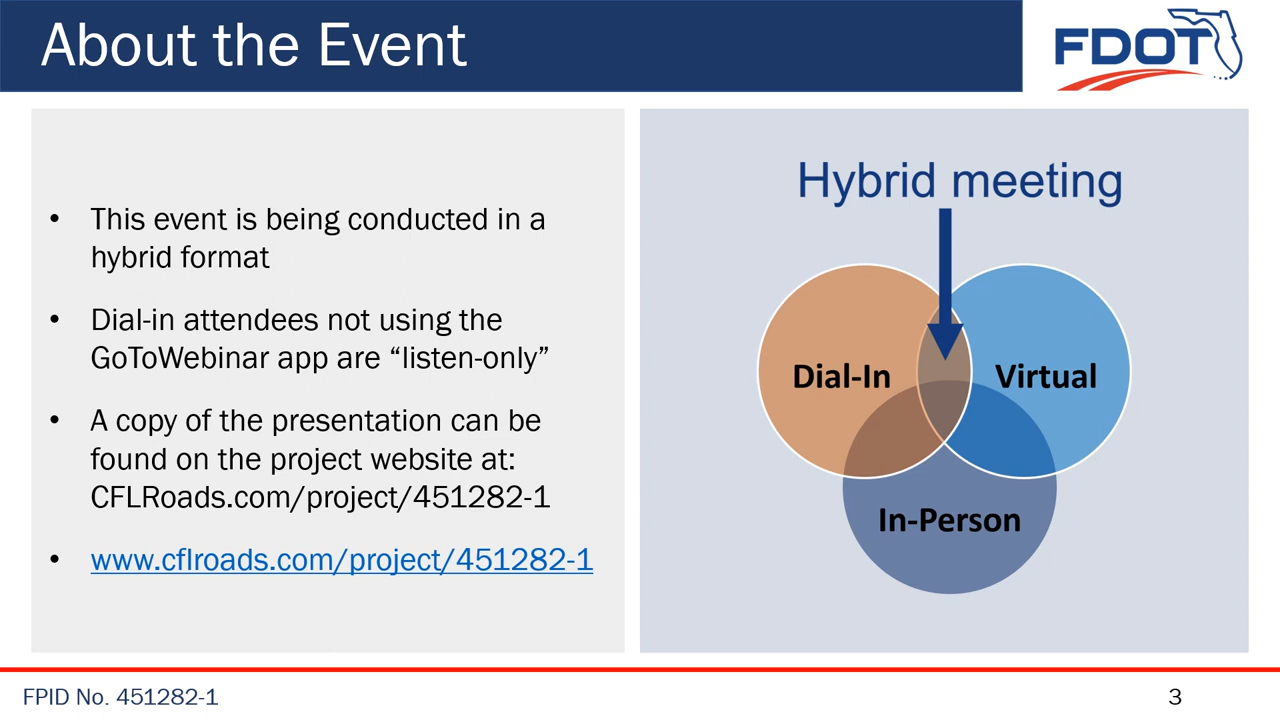 About the Event
FDOT
• This event is being conducted in a
hybrid format
• Dial-in attendees not using the
GoToWebinar app are “listen-only”
• A copy of the presentation can be
found on the project website at:
CFLRoads.com/project/451282-1
• www.cflroads.com/project/451282-1
Hybrid meeting
Dial-In
Virtual
In-Person
FPID No. 451282-1
3